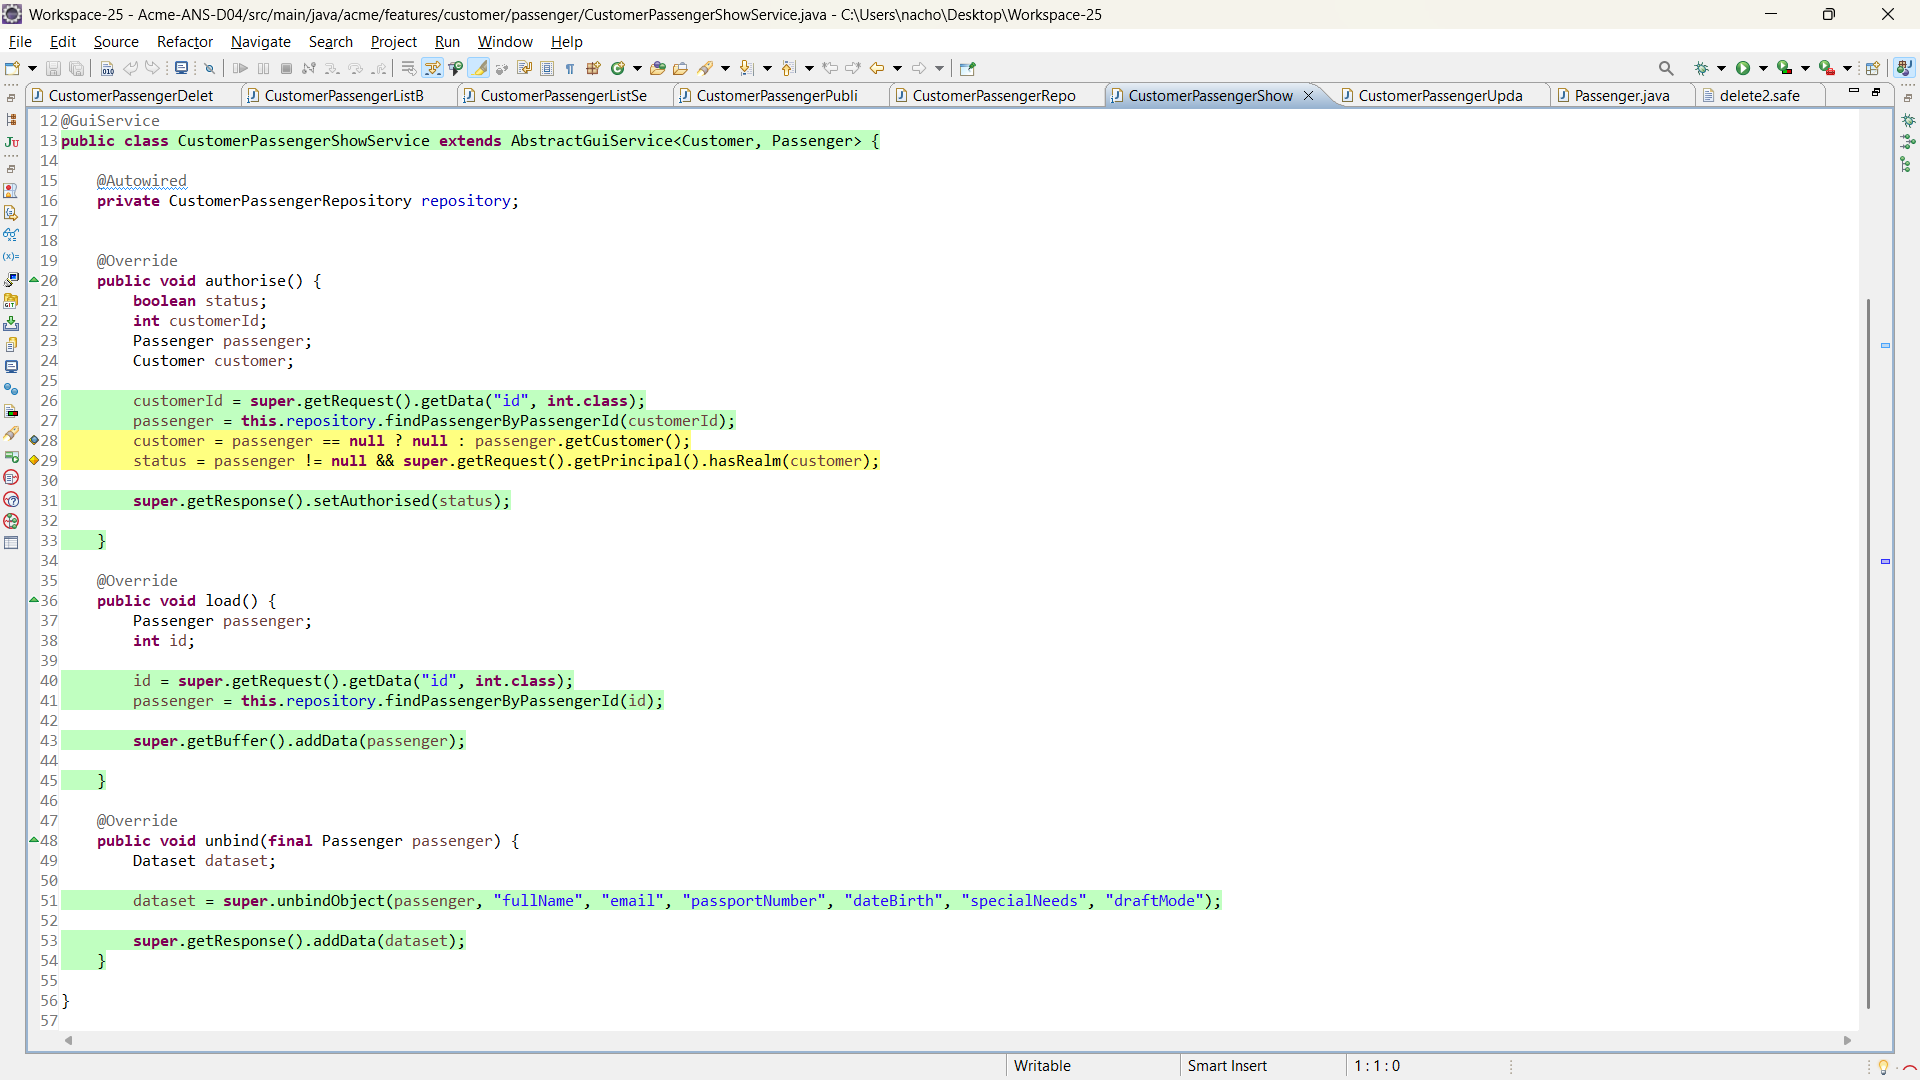 Workspace-25 - Acme-ANS-D04/src/main/java/acme/features/customer/passenger/CustomerPassengerShowService.java - C:\Users\nacho\Desktop\Workspace-25
File Edit Source Refactor Navigate Search Project Run Window Help
CustomerPassengerDelet CustomerPassengerListB CustomerPassengerListSe CustomerPassengerPubli CustomerPassengerRepo CustomerPassengerShow CustomerPassengerUpda Passenger.java delete2.safe
12 @GuiService
13 public class CustomerPassengerShowService extends AbstractGuiService<Customer, Passenger> {
14
15 @Autowired
16 private CustomerPassengerRepository repository;
17
18
19 @Override
20 public void authorise() {
21 boolean status;
22 int customerId;
23 Passenger passenger;
24 Customer customer;
25
26 customerId = super.getRequest().getData("id", int.class);
27 passenger = this.repository.findPassengerByPassengerId(customerId);
28 customer = passenger == null ? null : passenger.getCustomer();
29 status = passenger != null && super.getRequest().getPrincipal().hasRealm(customer);
30
31 super.getResponse().setAuthorised(status);
32
33 }
34
35 @Override
36 public void load() {
37 Passenger passenger;
38 int id;
39
40 id = super.getRequest().getData("id", int.class);
41 passenger = this.repository.findPassengerByPassengerId(id);
42
43 super.getBuffer().addData(passenger);
44
45 }
46
47 @Override
48 public void unbind(final Passenger passenger) {
49 Dataset dataset;
50
51 dataset = super.unbindObject(passenger, "fullName", "email", "passportNumber", "dateBirth", "specialNeeds", "draftMode");
52
53 super.getResponse().addData(dataset);
54 }
55
56 }
57
Writable Smart Insert 1 : 1 : 0